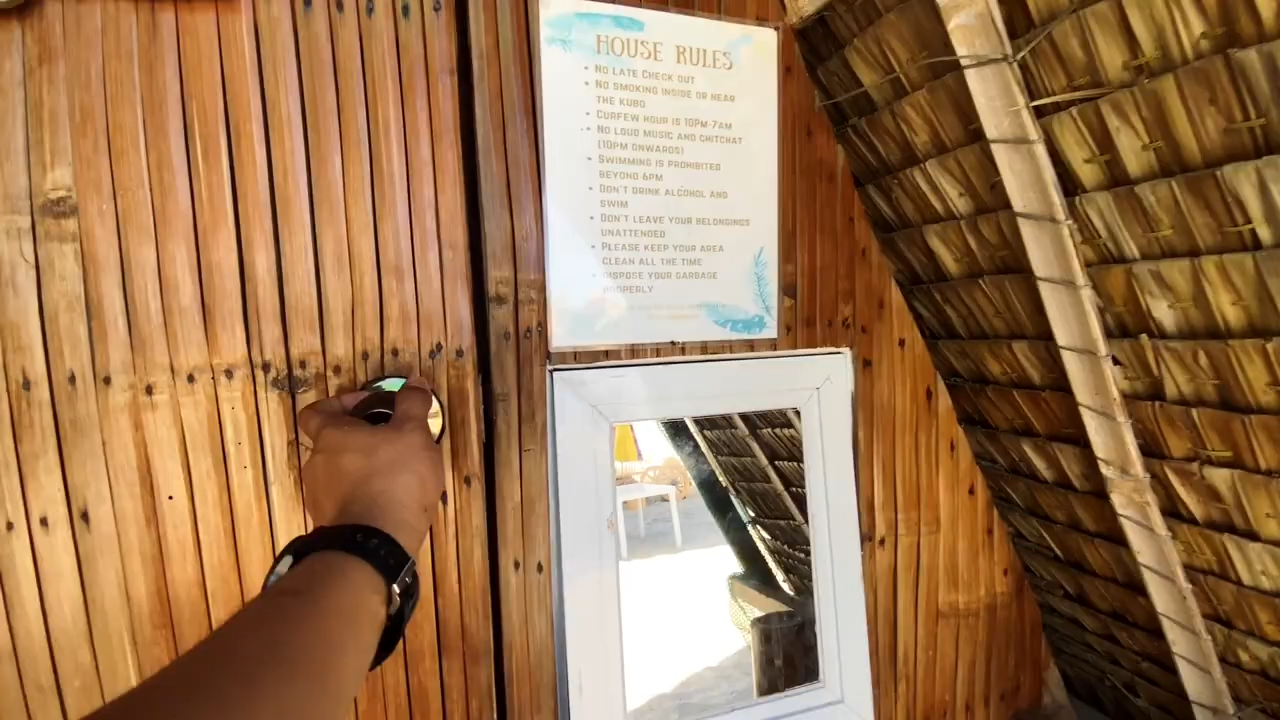 HOUSE RULES
• NO LATE CHECK OUT
• NO SMOKING INSIDE OR NEAR
THE KUBO
• CURFEW HOUR IS 10PM-7AM
• NO LOUD MUSIC AND CHITCHAT
(10PM ONWARDS)
• SWIMMING IS PROHIBITED
BEYOND 6PM
• DON'T DRINK ALCOHOL AND
SWIM
• DON'T LEAVE YOUR BELONGINGS
UNATTENDED
• PLEASE KEEP YOUR AREA
CLEAN ALL THE TIME
• DISPOSE YOUR GARBAGE
PROPERLY